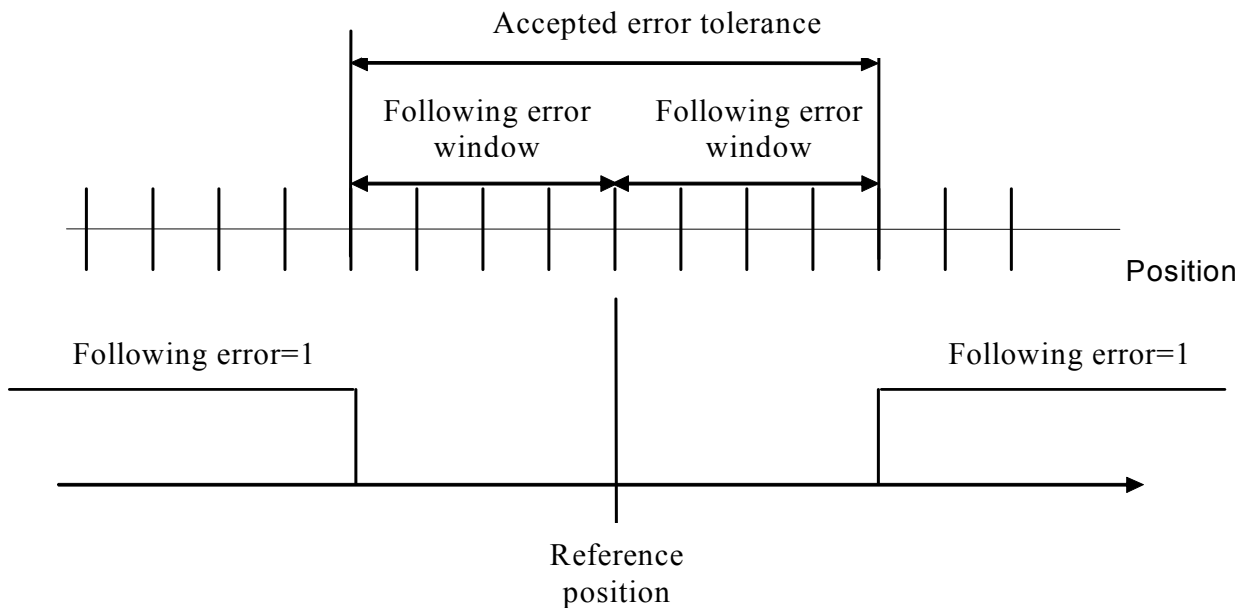 Accepted error tolerance
Following error
window
Following error
window
Position
Following error=1
Following error=1
Reference
position